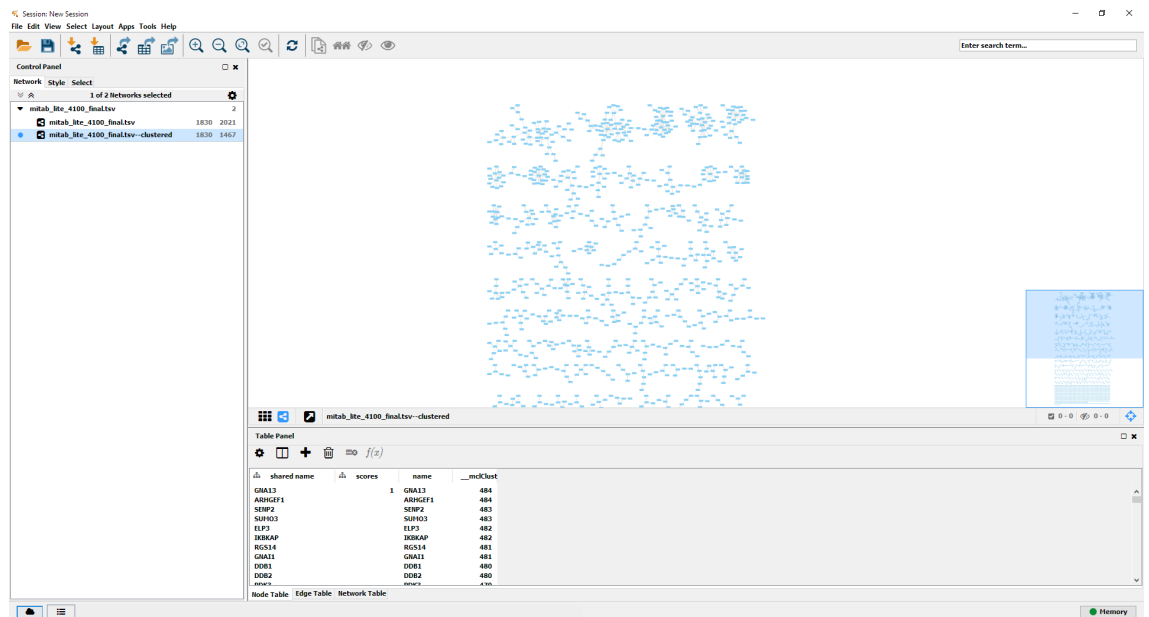 Session: New Session
File Edit View Select Layout Apps Tools Help
Enter search term...
Control Panel
Network Style Select
1 of 2 Networks selected
mitab_lite_4100_final.tsv 2
mitab_lite_4100_final.tsv 1830 2021
mitab_lite_4100_final.tsv--clustered 1830 1467
mitab_lite_4100_final.tsv--clustered
0 - 0 0 - 0
Table Panel
f(x)
shared name scores name __mclClust
GNA13 1 GNA13 484
ARHGEF1 ARHGEF1 484
SENP2 SENP2 483
SUMO3 SUMO3 483
ELP3 ELP3 482
IKBKAP IKBKAP 482
RGS14 RGS14 481
GNAI1 GNAI1 481
DDB1 DDB1 480
DDB2 DDB2 480
Node Table Edge Table Network Table
Memory